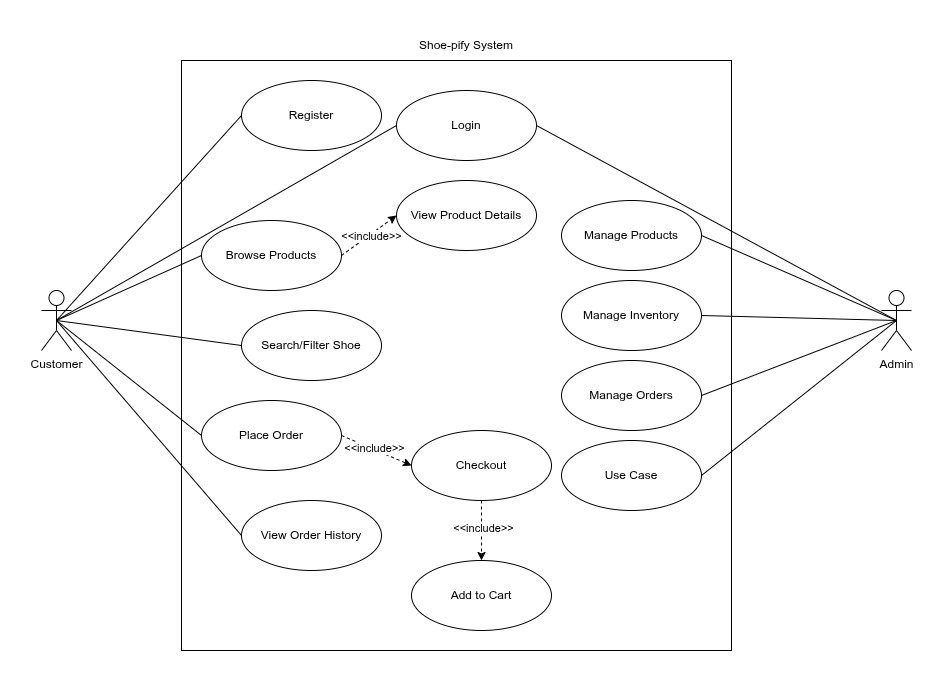 Shoe-pify System
Register
Login
View Product Details
<<include>>
Browse Products
Manage Products
Manage Inventory
Search/Filter Shoe
Customer
Admin
Manage Orders
Place Order
<<include>>
Checkout
Use Case
<<include>>
View Order History
Add to Cart